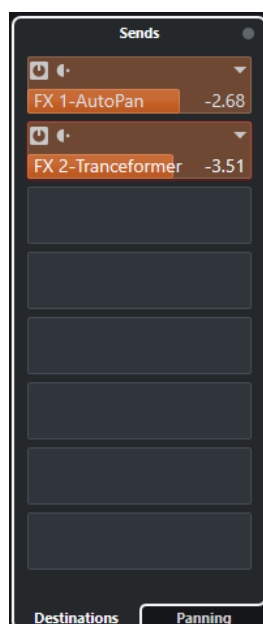 Sends
FX 1-AutoPan -2.68
FX 2-Tranceformer -3.51
Destinations Panning